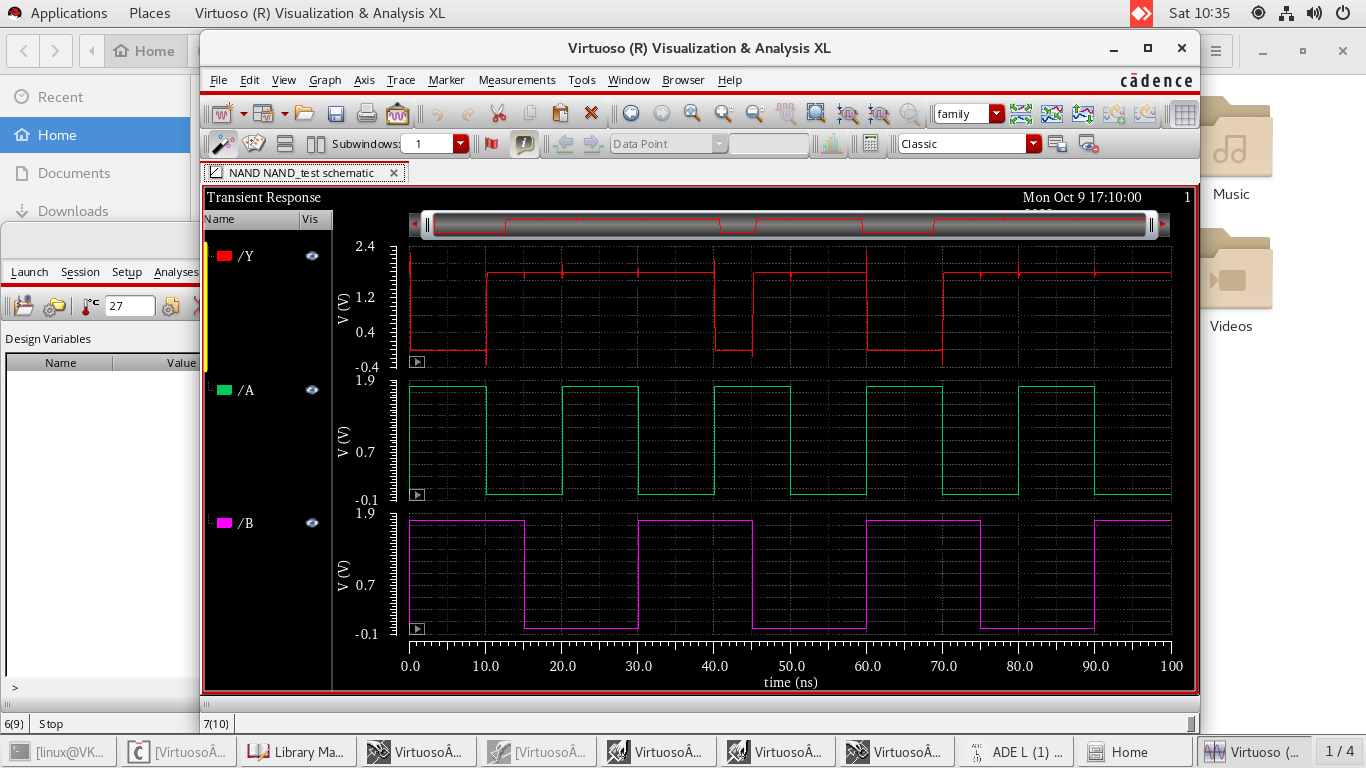 Applications Places Virtuoso (R) Visualization & Analysis XL Sat 10:35
Home
Virtuoso (R) Visualization & Analysis XL
Recent
Home
Documents
Downloads
Music
Videos
File Edit View Graph Axis Trace Marker Measurements Tools Window Browser Help
cādence
family
Subwindows: 1 Data Point Classic
NAND NAND_test schematic
Launch Session Setup Analyses
27
Design Variables
Name Value
>
6(9) Stop
Transient Response Mon Oct 9 17:10:00 1
Name Vis
/Y
2.4
1.2
0.4
-0.4
V (V)
/A
1.9
0.7
-0.1
V (V)
/B
1.9
0.7
-0.1
V (V)
0.0 10.0 20.0 30.0 40.0 50.0 60.0 70.0 80.0 90.0 100
time (ns)
7(10)
[linux@VK... [VirtuosoÂ... Library Ma... VirtuosoÂ... [VirtuosoÂ... VirtuosoÂ... VirtuosoÂ... VirtuosoÂ... ADE L (1) ... Home Virtuoso (... 1 / 4